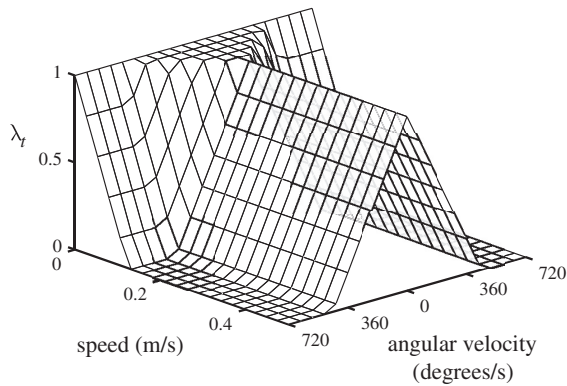 1
λt
0.5
0
0
0.2
0.4
720
360
0
360
720
speed (m/s)
angular velocity
(degrees/s)